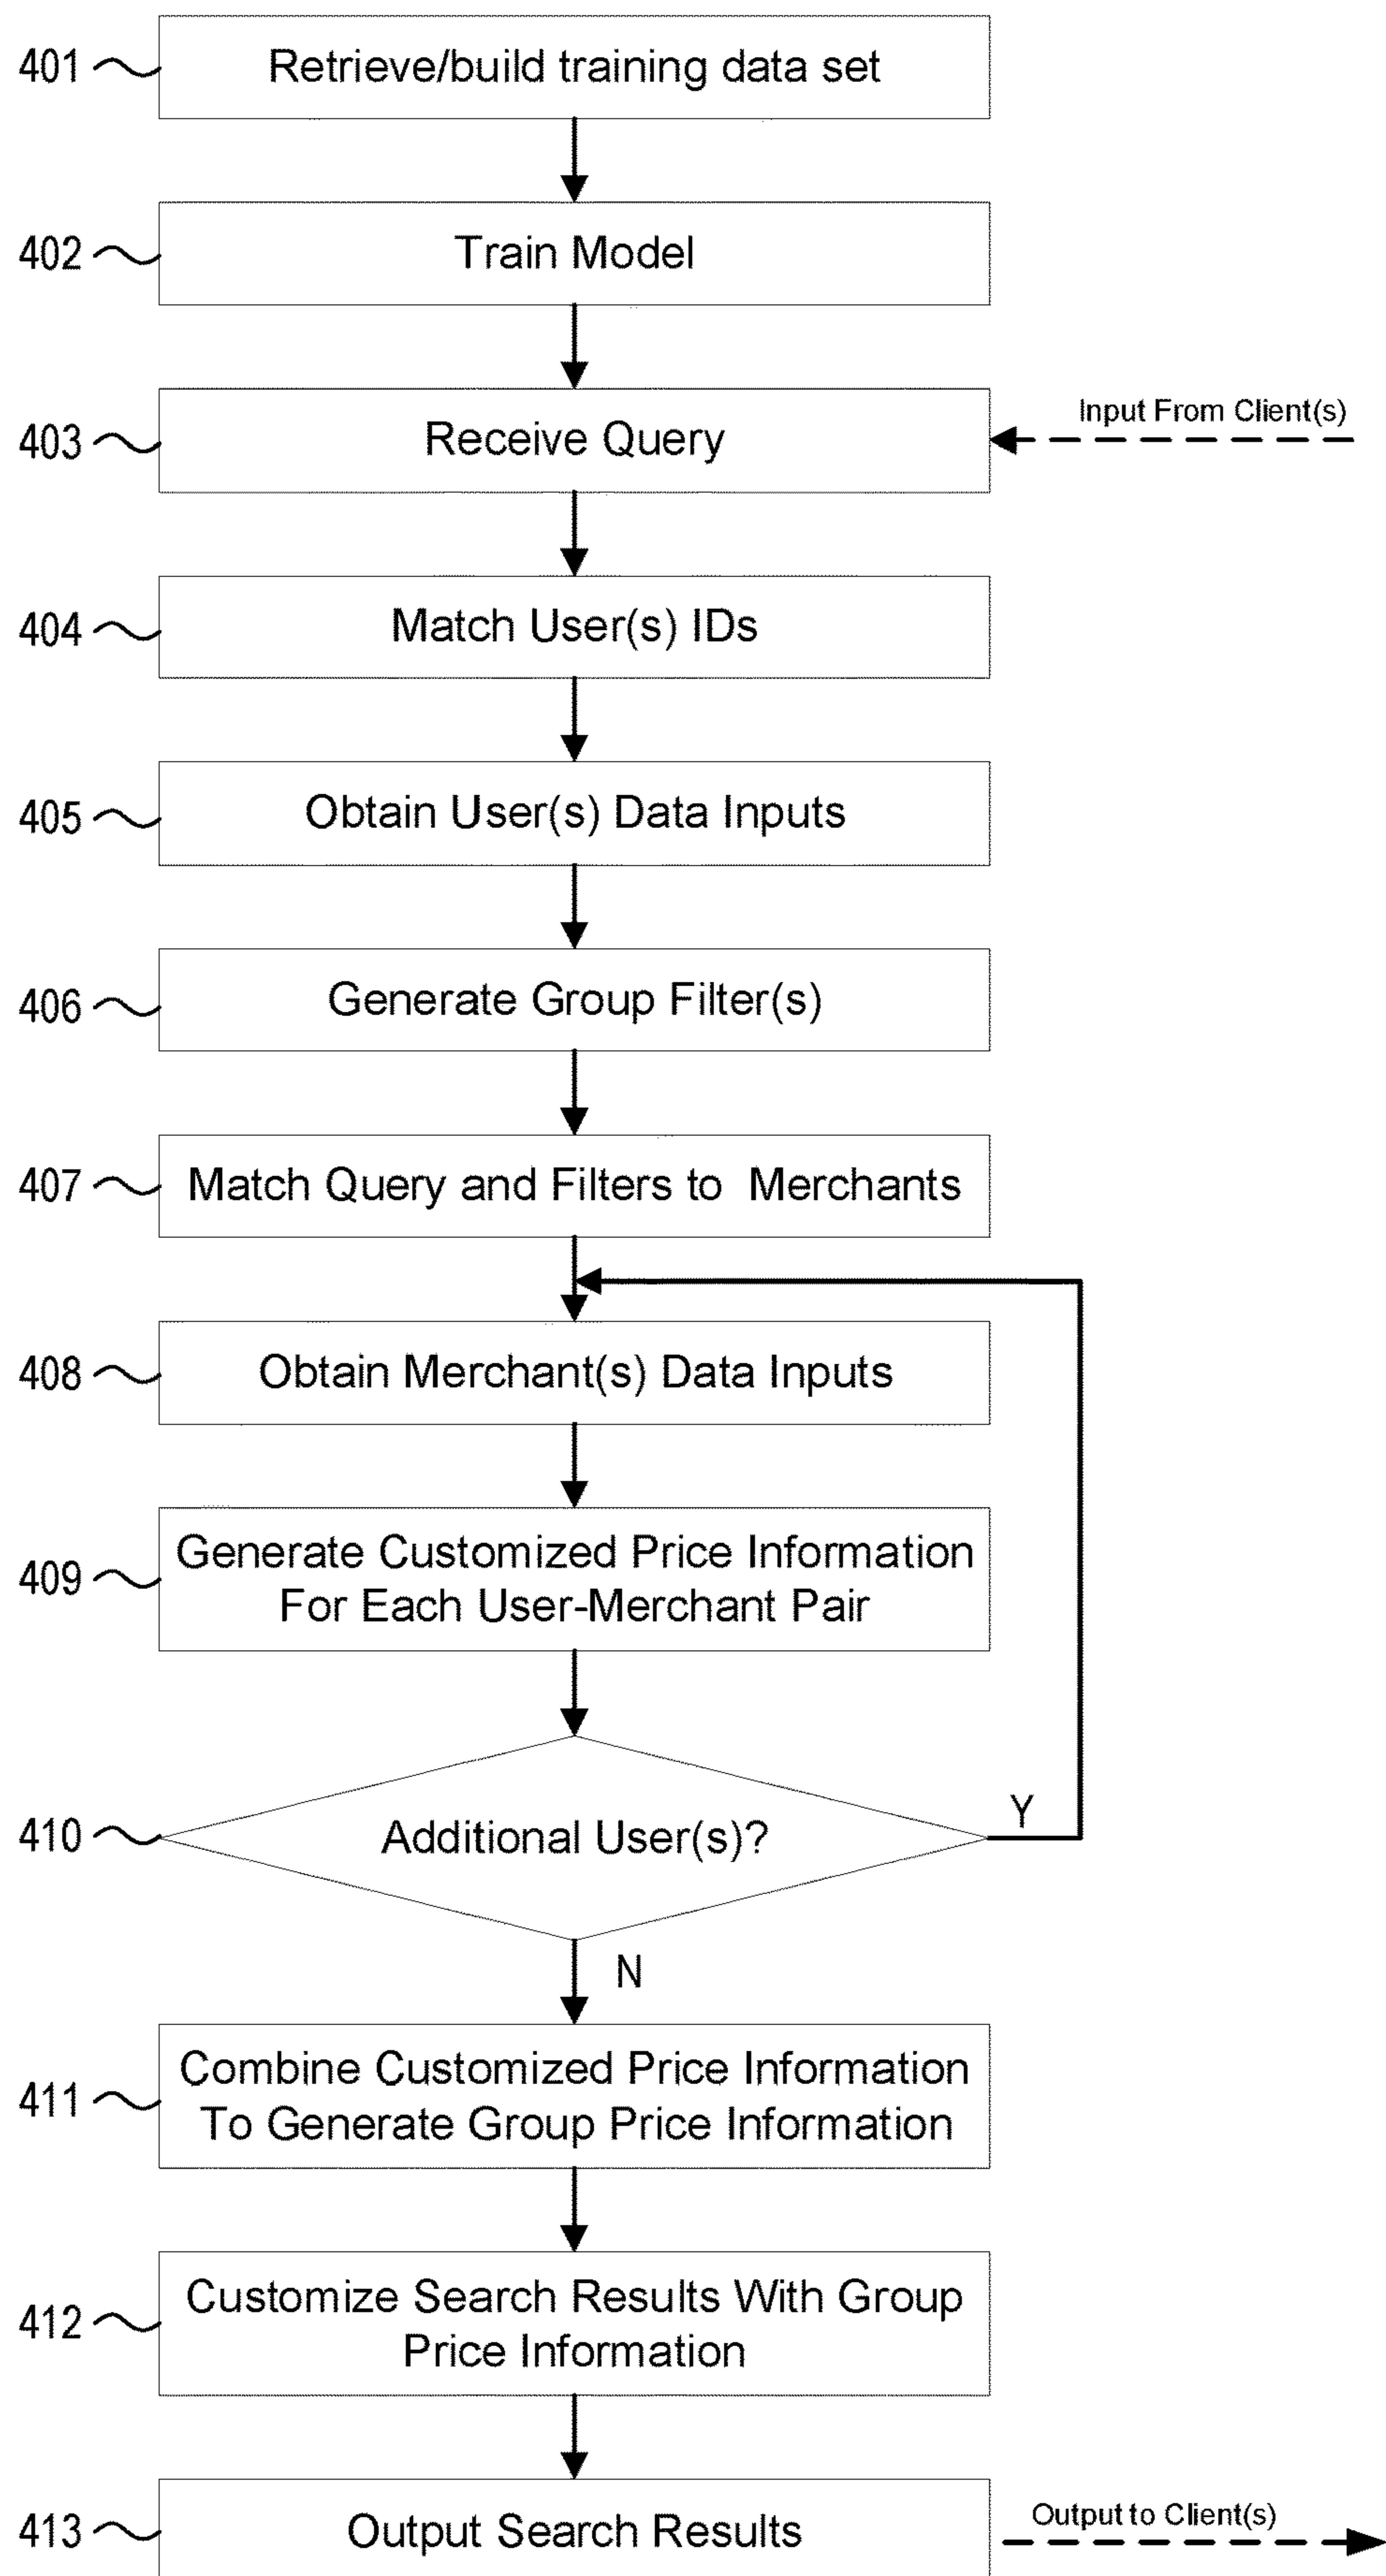 401 Retrieve/build training data set
402 Train Model
Input From Client(s)
403 Receive Query
404 Match User(s) IDs
405 Obtain User(s) Data Inputs
406 Generate Group Filter(s)
407 Match Query and Filters to Merchants
408 Obtain Merchant(s) Data Inputs
409 Generate Customized Price Information
For Each User-Merchant Pair
410 Additional User(s)?
Y
N
411 Combine Customized Price Information
To Generate Group Price Information
412 Customize Search Results With Group
Price Information
413 Output Search Results
Output to Client(s)